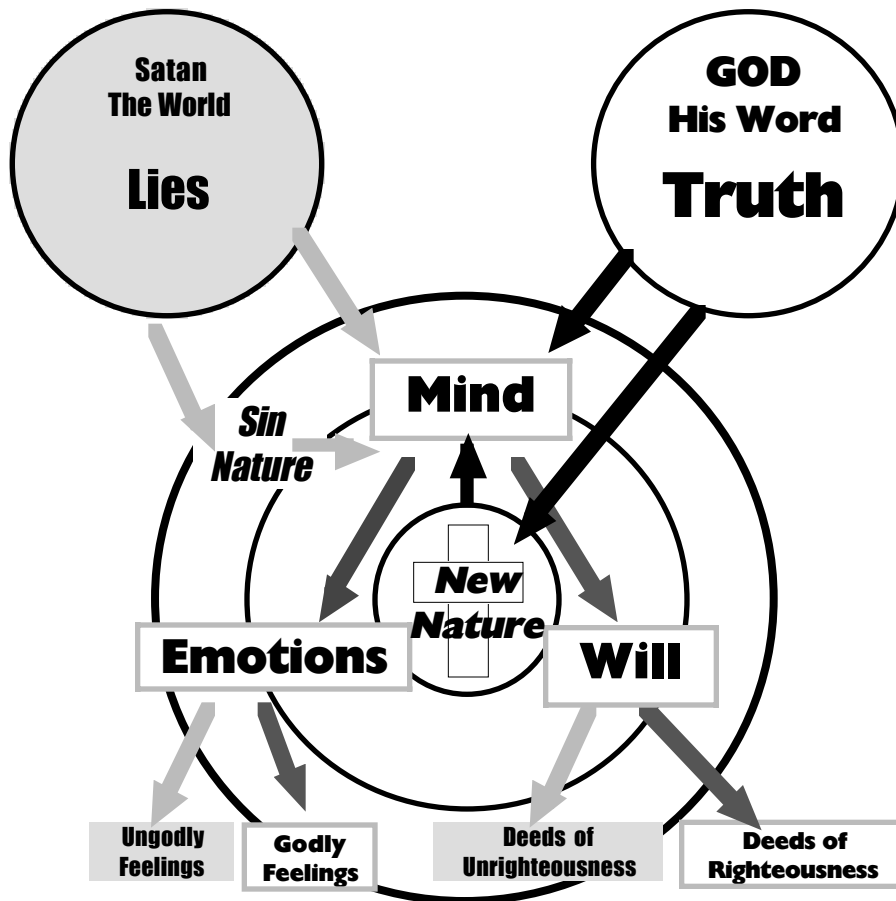 Satan
The World
Lies
GOD
His Word
Truth
Mind
Sin
Nature
New
Nature
Emotions
Will
Ungodly
Feelings
Godly
Feelings
Deeds of
Unrighteousness
Deeds of
Righteousness